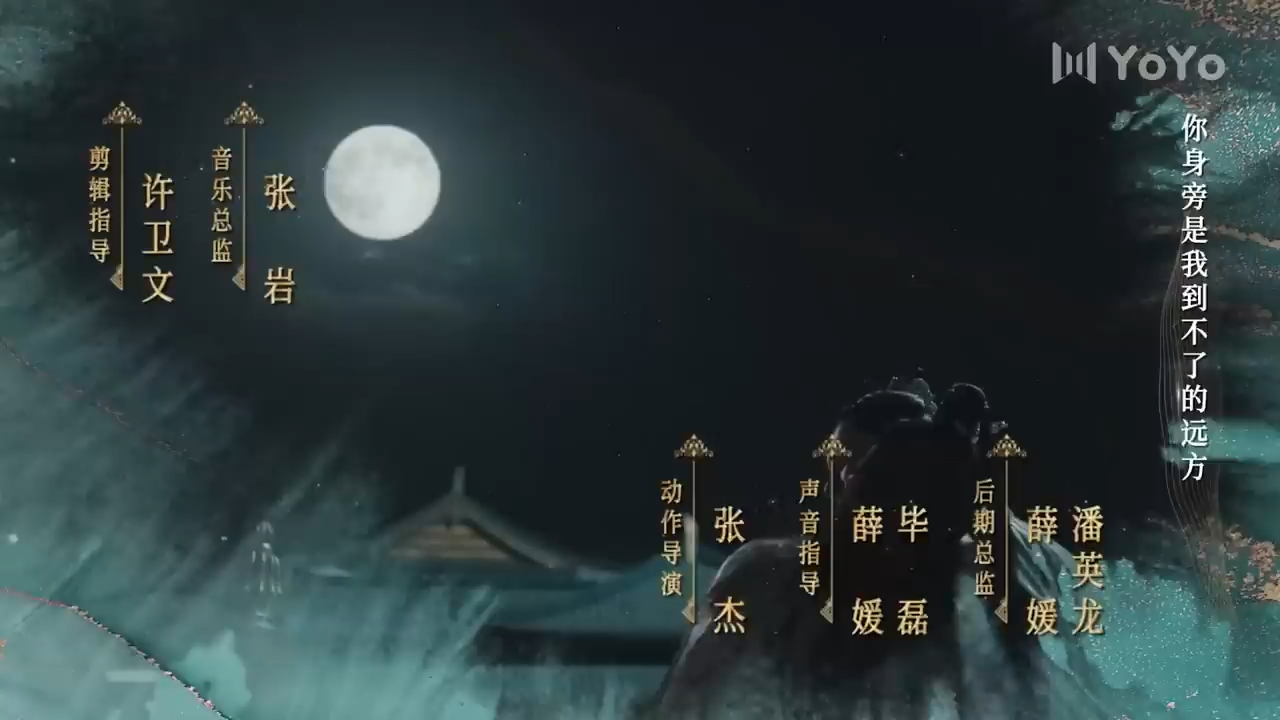 YoYo
你身旁是我到不了的远方
剪辑指导
许卫文
音乐总监
张岩
动作导演
张杰
声音指导
薛媛
毕磊
后期总监
薛媛
潘英龙